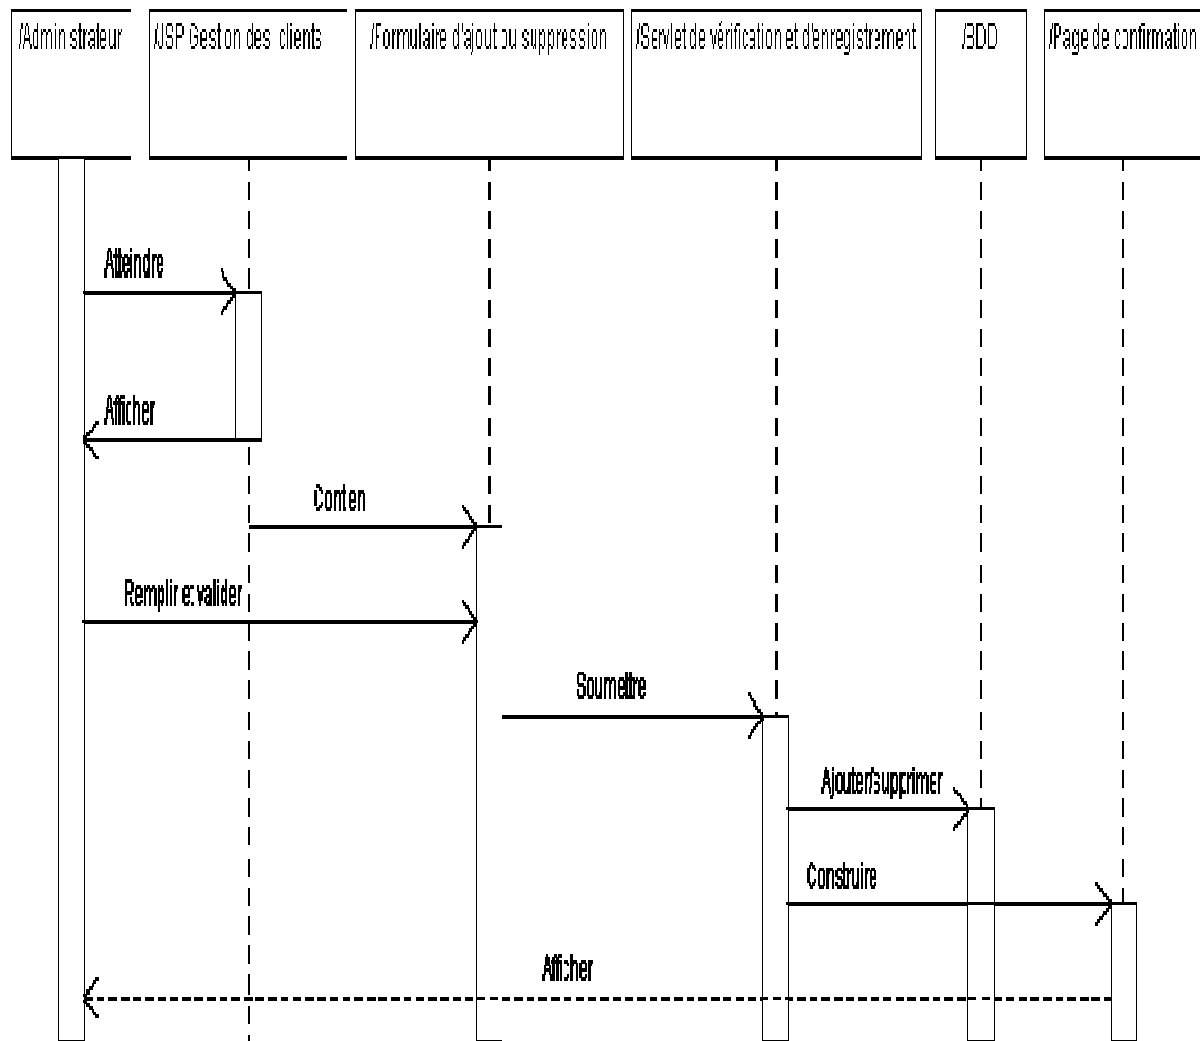 /Administrateur
/JSP Gestion des clients
/Formulaire d'ajout ou suppression
/Servlet de vérification et d'enregistrement
/BDD
/Page de confirmation
Atteindre
Afficher
Contien
Remplir et valider
Soumettre
Ajouter/supprimer
Construire
Afficher